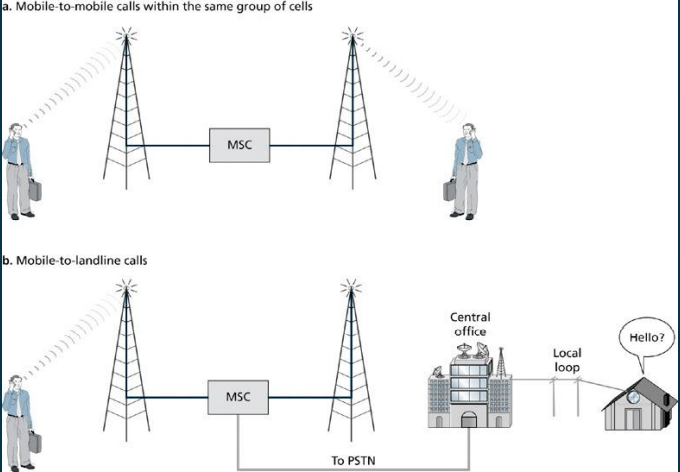 a. Mobile-to-mobile calls within the same group of cells
MSC
b. Mobile-to-landline calls
Central
office
Hello?
Local
loop
MSC
To PSTN